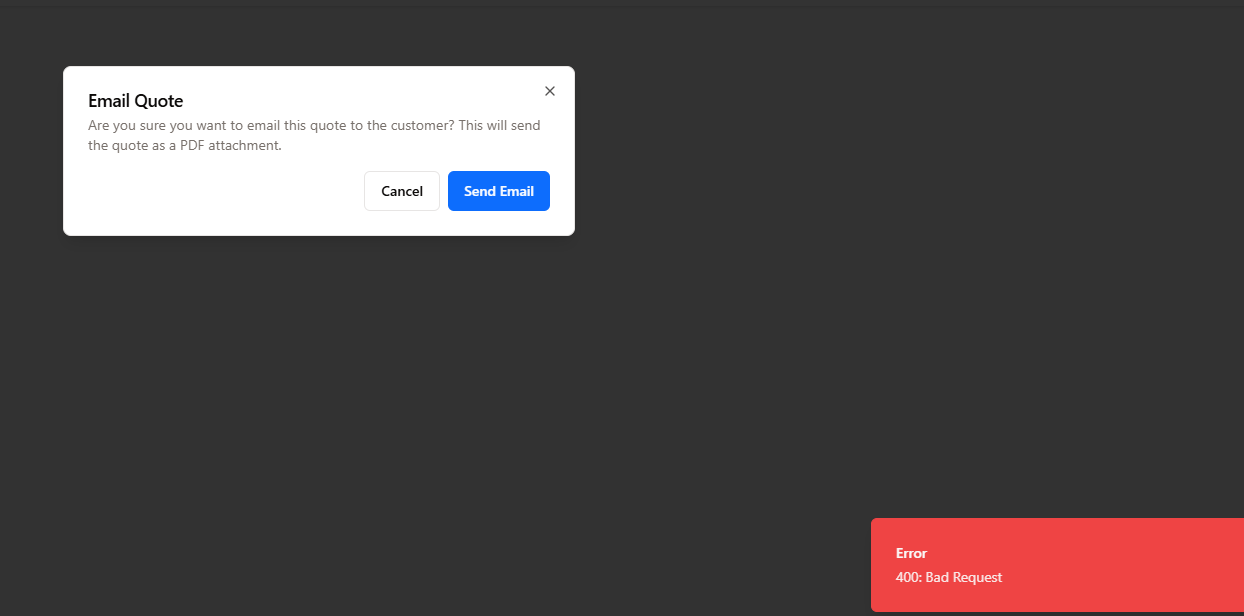 Email Quote
Are you sure you want to email this quote to the customer? This will send
the quote as a PDF attachment.
Cancel
Send Email
Error
400: Bad Request